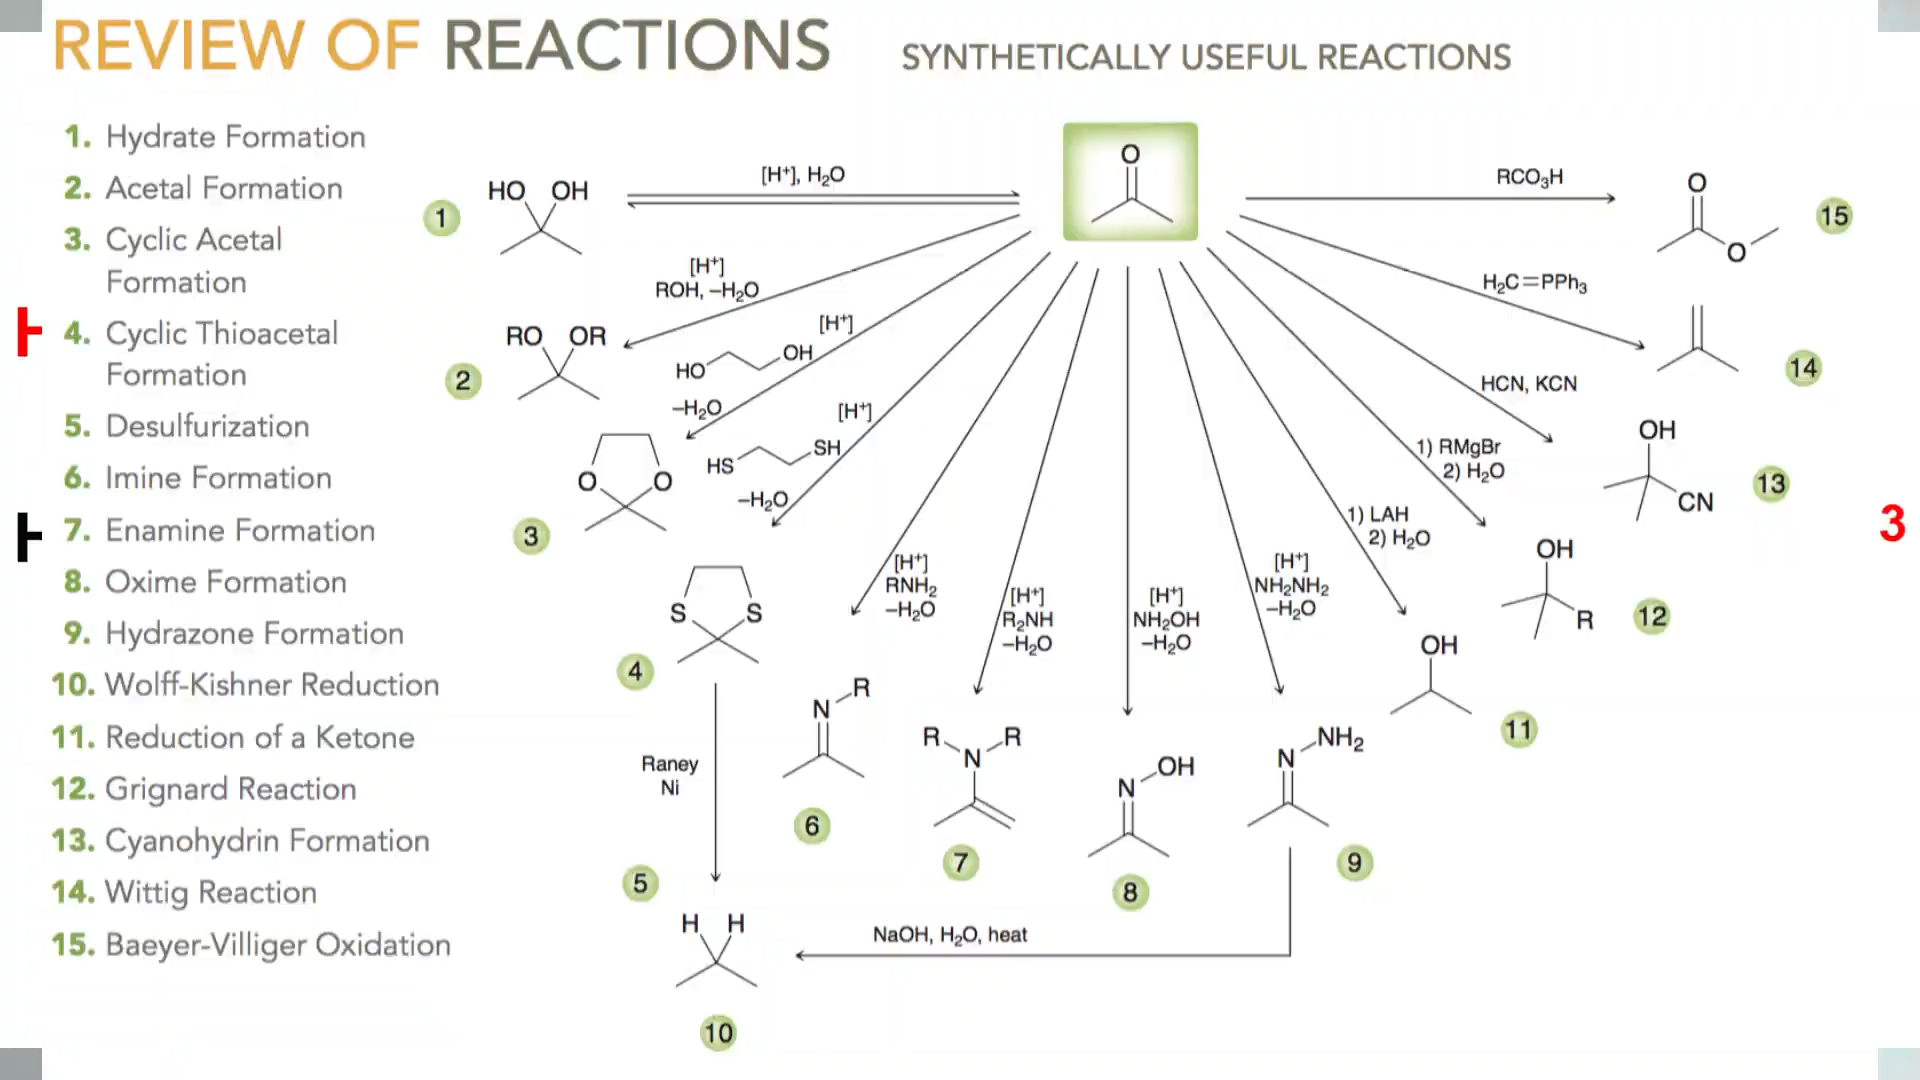 REVIEW OF REACTIONS
SYNTHETICALLY USEFUL REACTIONS
1. Hydrate Formation
2. Acetal Formation
3. Cyclic Acetal
Formation
4. Cyclic Thioacetal
Formation
5. Desulfurization
6. Imine Formation
7. Enamine Formation
8. Oxime Formation
9. Hydrazone Formation
10. Wolff-Kishner Reduction
11. Reduction of a Ketone
12. Grignard Reaction
13. Cyanohydrin Formation
14. Wittig Reaction
15. Baeyer-Villiger Oxidation
O
[H⁺], H₂O
HO OH
1
[H⁺]
ROH, –H₂O
RO OR
2
[H⁺]
HO OH
–H₂O
O O
3
[H⁺]
HS SH
–H₂O
S S
4
Raney
Ni
5
H H
10
[H⁺]
RNH₂
–H₂O
R
N
6
[H⁺]
R₂NH
–H₂O
R R
N
7
[H⁺]
NH₂OH
–H₂O
OH
N
8
[H⁺]
NH₂NH₂
–H₂O
NH₂
N
9
NaOH, H₂O, heat
1) LAH
2) H₂O
OH
11
1) RMgBr
2) H₂O
OH
R
12
HCN, KCN
OH
CN
13
H₂C=PPh₃
14
RCO₃H
O
O
15
3